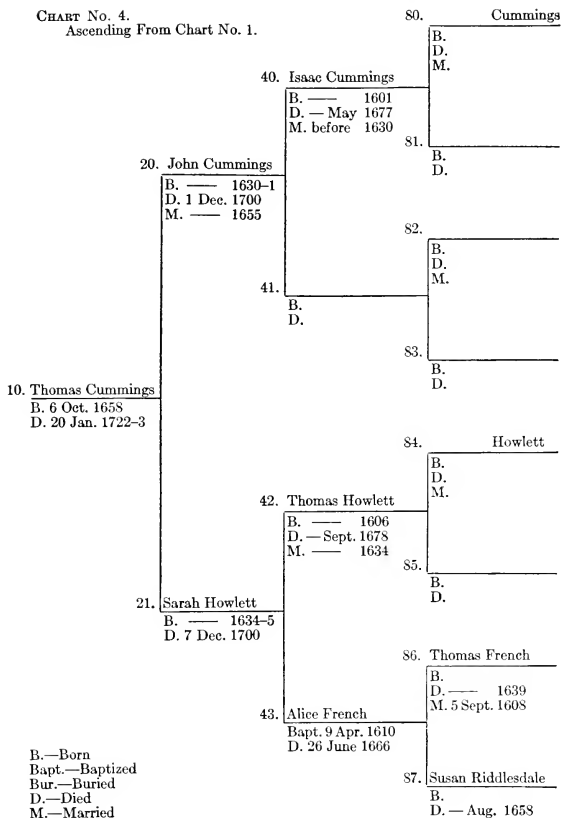 CHART No. 4.
Ascending From Chart No. 1.
80. Cummings
B.
D.
M.
40. Isaac Cummings
B. —— 1601
D. — May 1677
M. before 1630
81.
B.
D.
20. John Cummings
B. —— 1630-1
D. 1 Dec. 1700
M. —— 1655
82.
B.
D.
M.
41.
B.
D.
83.
B.
D.
10. Thomas Cummings
B. 6 Oct. 1658
D. 20 Jan. 1722-3
84. Howlett
B.
D.
M.
42. Thomas Howlett
B. —— 1606
D. — Sept. 1678
M. —— 1634
85.
B.
D.
21. Sarah Howlett
B. —— 1634-5
D. 7 Dec. 1700
86. Thomas French
B.
D. —— 1639
M. 5 Sept. 1608
43. Alice French
Bapt. 9 Apr. 1610
D. 26 June 1666
87. Susan Riddlesdale
B.
D. — Aug. 1658
B.—Born
Bapt.—Baptized
Bur.—Buried
D.—Died
M.—Married